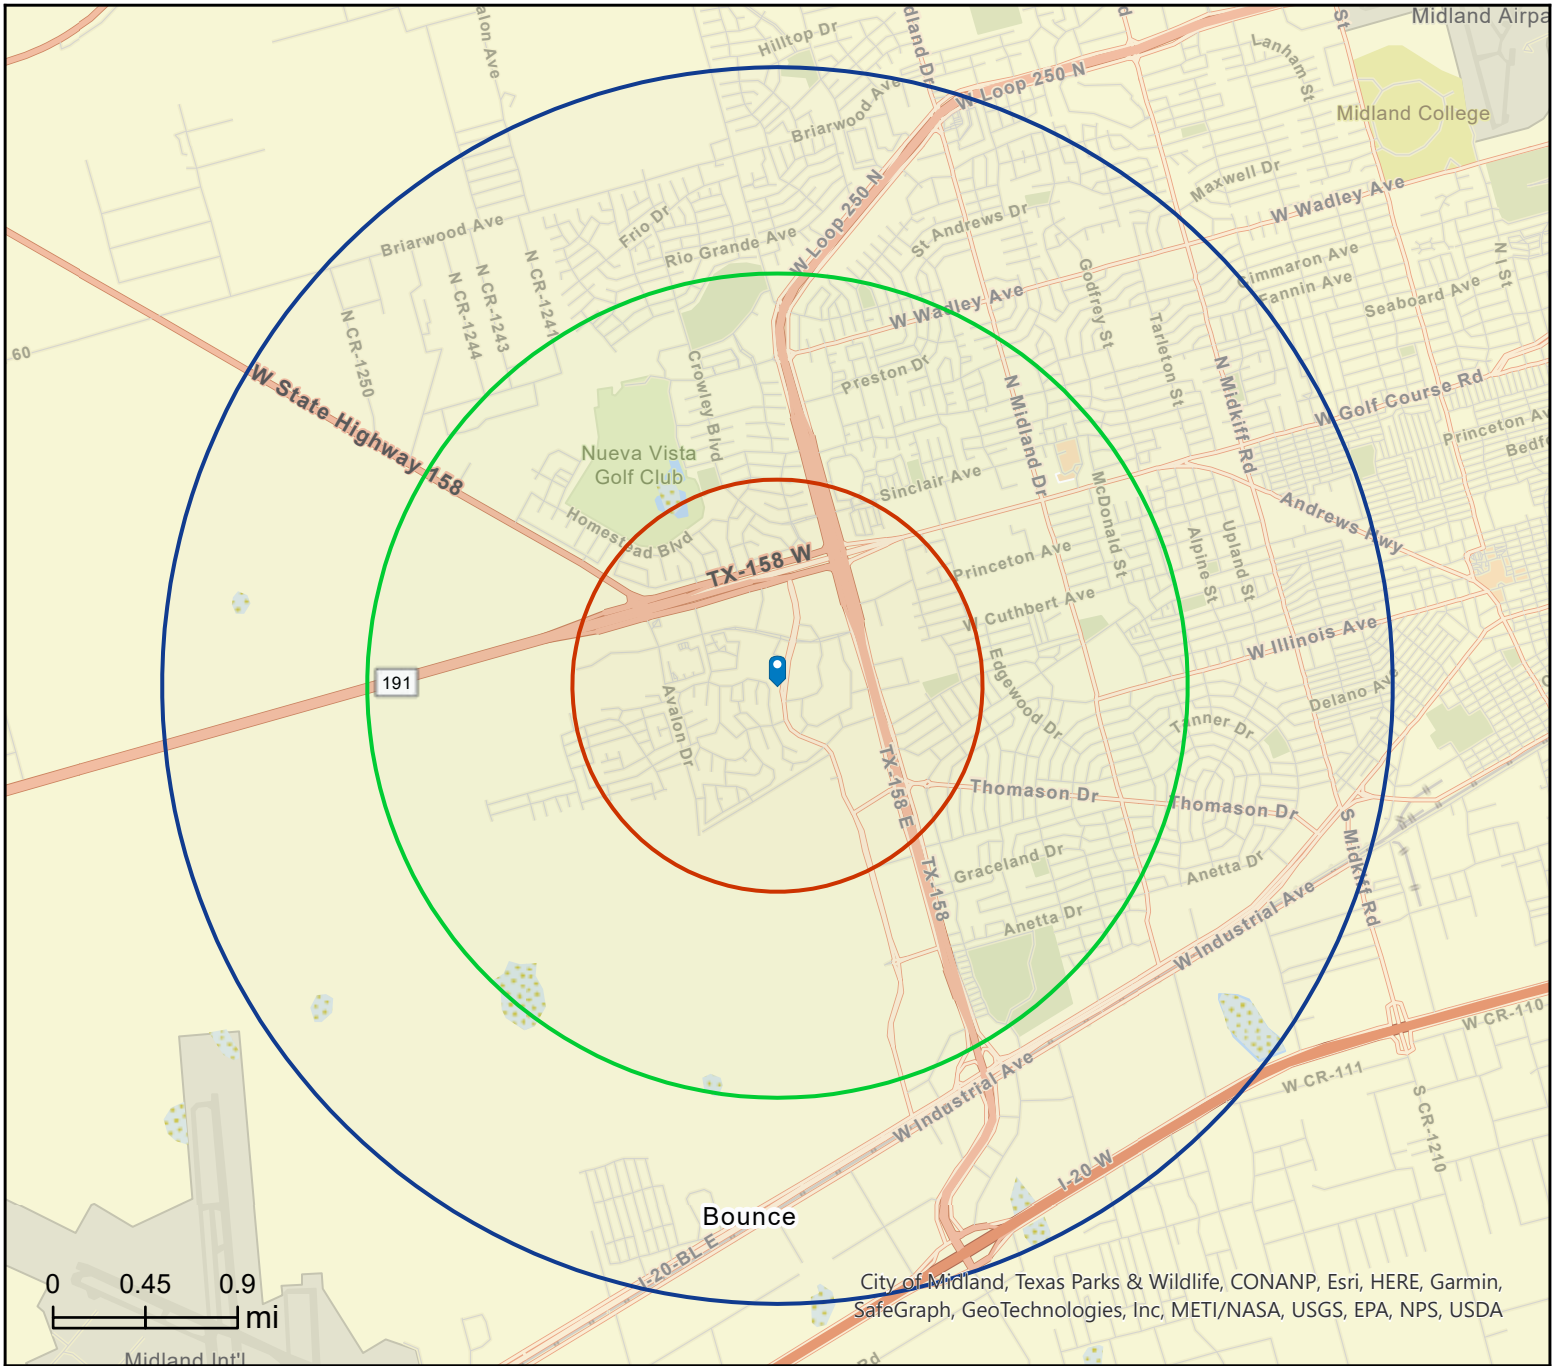 Midland Airpa
Hilltop Dr
Lanham St
W Loop 250 N
Briarwood Ave
Midland College
Maxwell Dr
W Wadley Ave
W Loop 250 N
St Andrews Dr
Frio Dr
Briarwood Ave
Rio Grande Ave
N I St
Cimmaron Ave
Fannin Ave
Seaboard Ave
Godfrey St
N CR-1241
N CR-1243
N CR-1244
N CR-1250
W Wadley Ave
Tarleton St
60
Preston Dr
Crowley Blvd
N Midland Dr
N Midkiff Rd
W Golf Course Rd
W State Highway 158
Princeton Av
Bedfo
Nueva Vista
Golf Club
Sinclair Ave
McDonald St
Andrews Hwy
Homestead Blvd
Upland St
Alpine St
TX-158 W
Princeton Ave
W Cuthbert Ave
W Illinois Ave
Edgewood Dr
191
Avalon Dr
Delano Ave
Tanner Dr
TX-158 E
Thomason Dr
Thomason Dr
S Midkiff Rd
Graceland Dr
Anetta Dr
TX-158
Anetta Dr
W Industrial Ave
W CR-110
W Industrial Ave
W CR-111
S CR-1210
I-20 W
Bounce
I-20-BL E
0 0.45 0.9
mi
City of Midland, Texas Parks & Wildlife, CONANP, Esri, HERE, Garmin,
SafeGraph, GeoTechnologies, Inc, METI/NASA, USGS, EPA, NPS, USDA
Midland Int'l